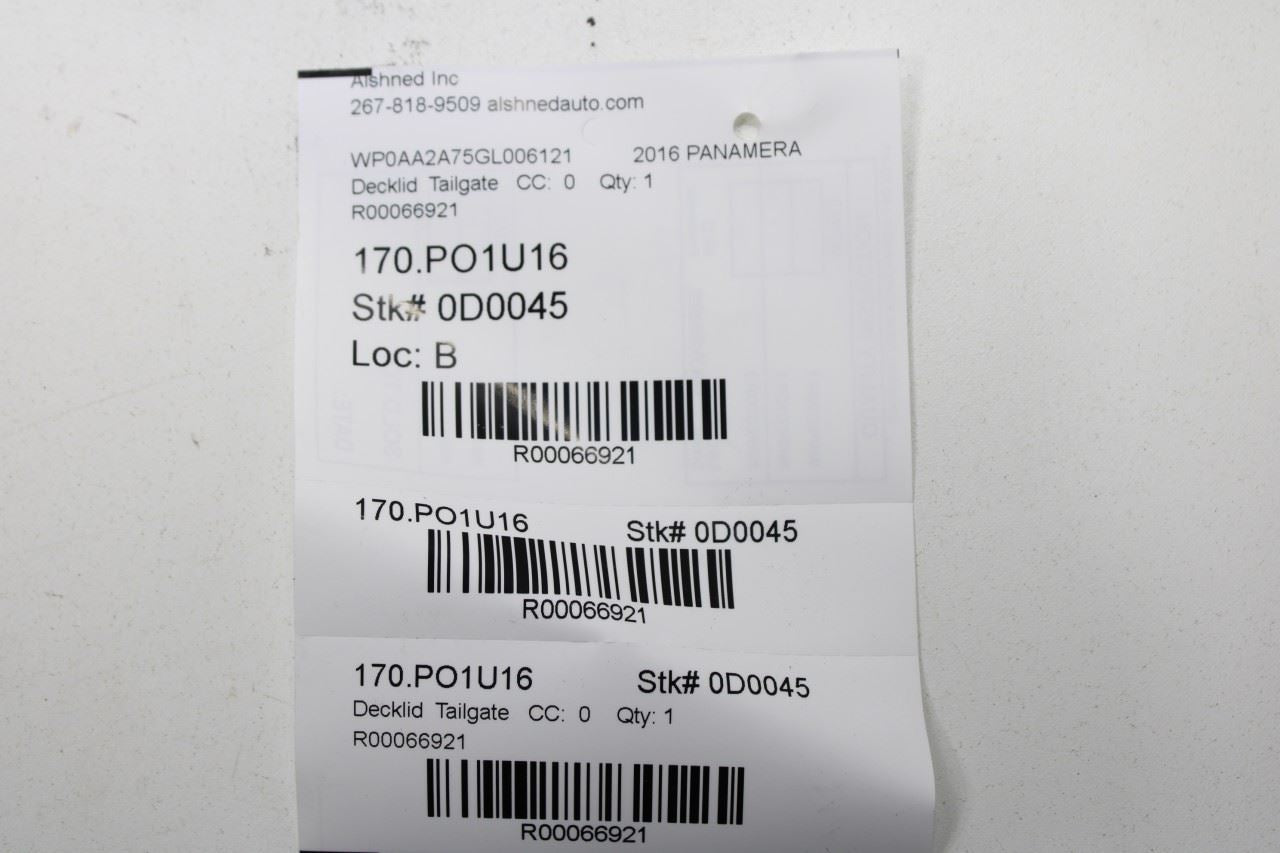 Alshned Inc
267-818-9509 alshnedauto.com
WP0AA2A75GL006121 2016 PANAMERA
Decklid Tailgate CC: 0 Qty: 1
R00066921
170.PO1U16
Stk# 0D0045
Loc: B
R00066921
170.PO1U16 Stk# 0D0045
R00066921
170.PO1U16 Stk# 0D0045
Decklid Tailgate CC: 0 Qty: 1
R00066921
R00066921